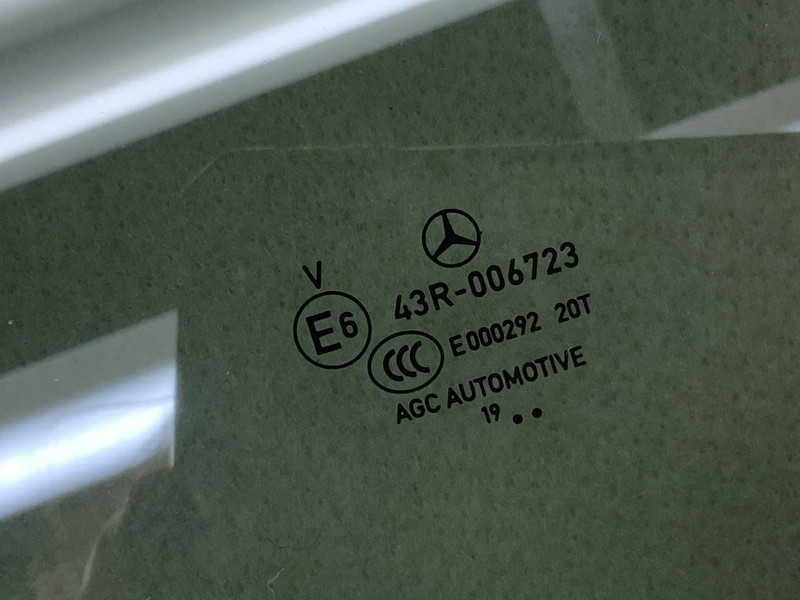 V
E6 43R-006723
CCC E000292 20T
AGC AUTOMOTIVE
19 ..